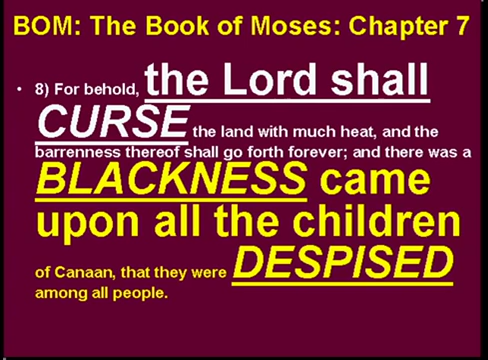 BOM: The Book of Moses: Chapter 7
• 8) For behold, the Lord shall
CURSE the land with much heat, and the
barrenness thereof shall go forth forever; and there was a
BLACKNESS came
upon all the children
of Canaan, that they were DESPISED
among all people.